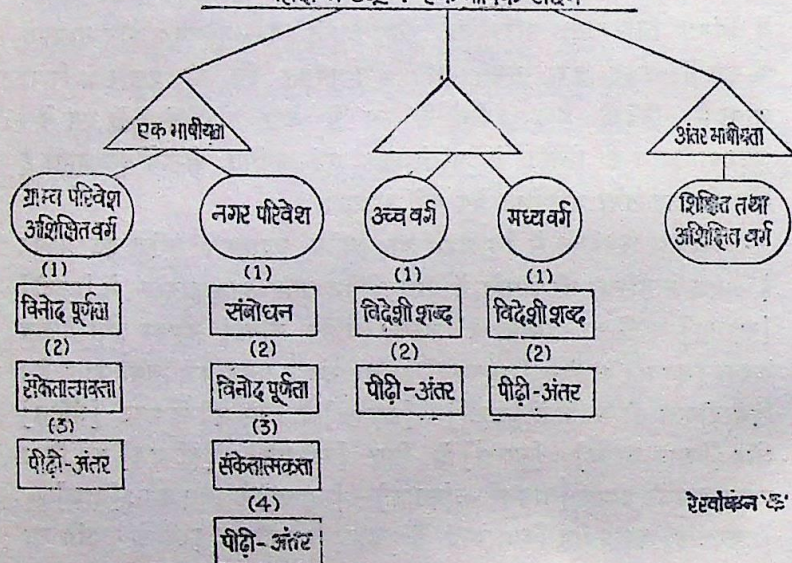 एक भाषीयता
अंतर भाषीयता
ग्राम्य परिवेश
अशिक्षित वर्ग
नगर परिवेश
उच्च वर्ग
मध्य वर्ग
शिक्षित तथा
अशिक्षित वर्ग
(1)
(1)
(1)
(1)
विनोद पूर्णता
संबोधन
विदेशी शब्द
विदेशी शब्द
(2)
(2)
(2)
(2)
संकेतात्मकता
विनोद पूर्णता
पीढ़ी-अंतर
पीढ़ी-अंतर
(3)
(3)
पीढ़ी-अंतर
संकेतात्मकता
(4)
पीढ़ी-अंतर
रेखांकन